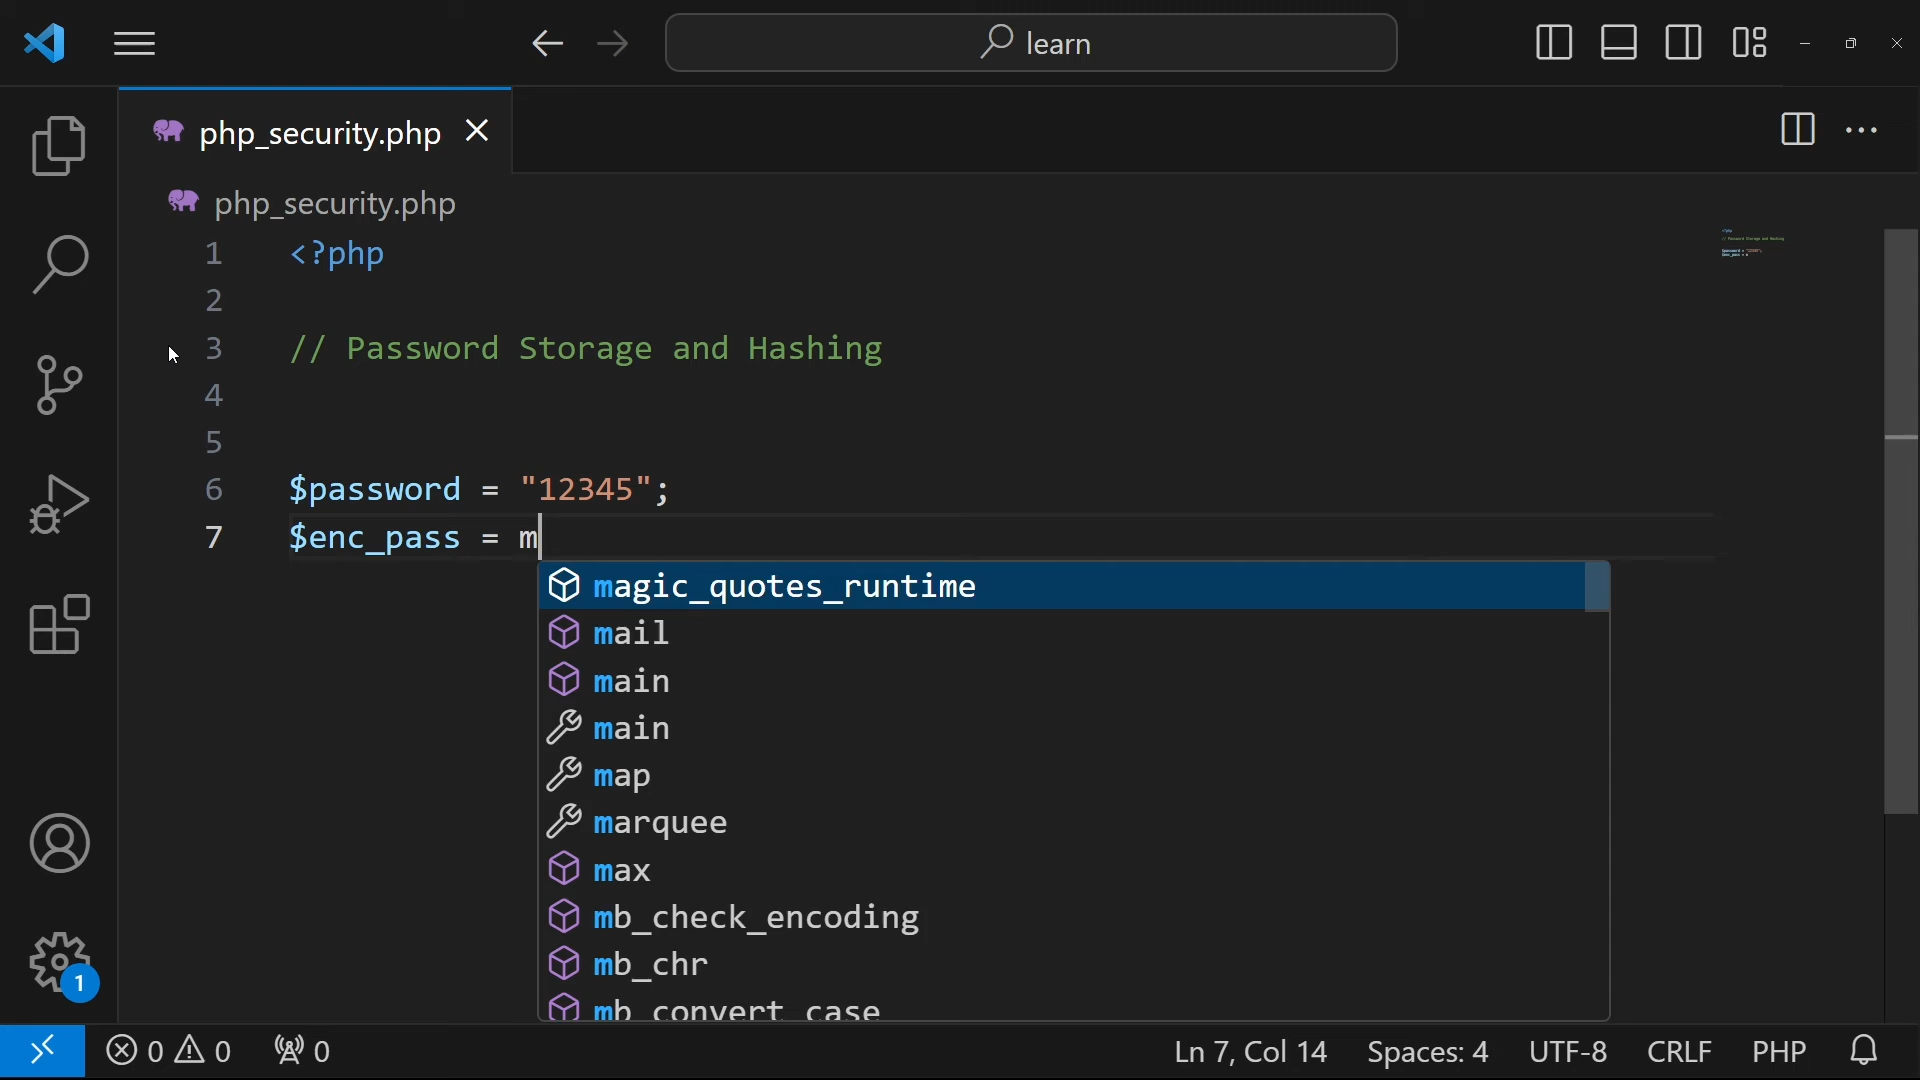 learn
php_security.php
php_security.php
1 <?php
2
3 // Password Storage and Hashing
4
5
6 $password = "12345";
7 $enc_pass = m
magic_quotes_runtime
mail
main
main
map
marquee
max
mb_check_encoding
mb_chr
mb_convert_case
1
0 0 0 Ln 7, Col 14 Spaces: 4 UTF-8 CRLF PHP